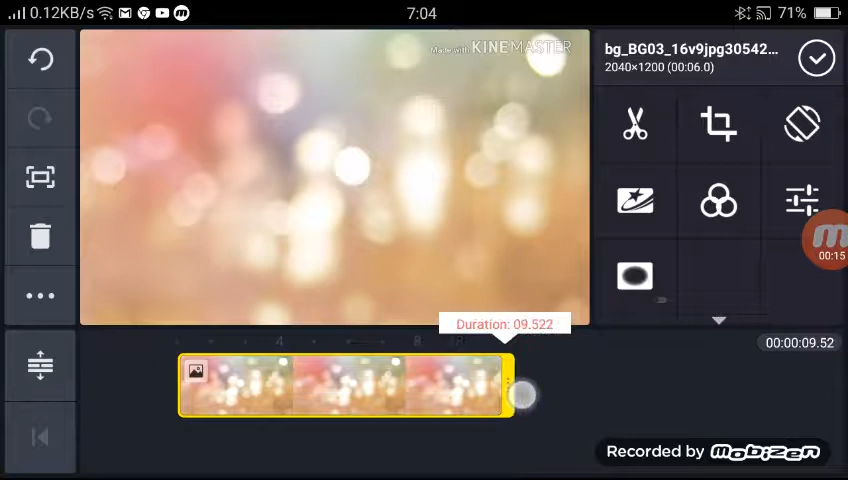 0.12KB/s
7:04
71%
Made with KINEMASTER
bg_BG03_16v9jpg30542...
2040×1200 (00:06.0)
00:15
Duration: 09.522
4
8
00:00:09.52
Recorded by mobizen